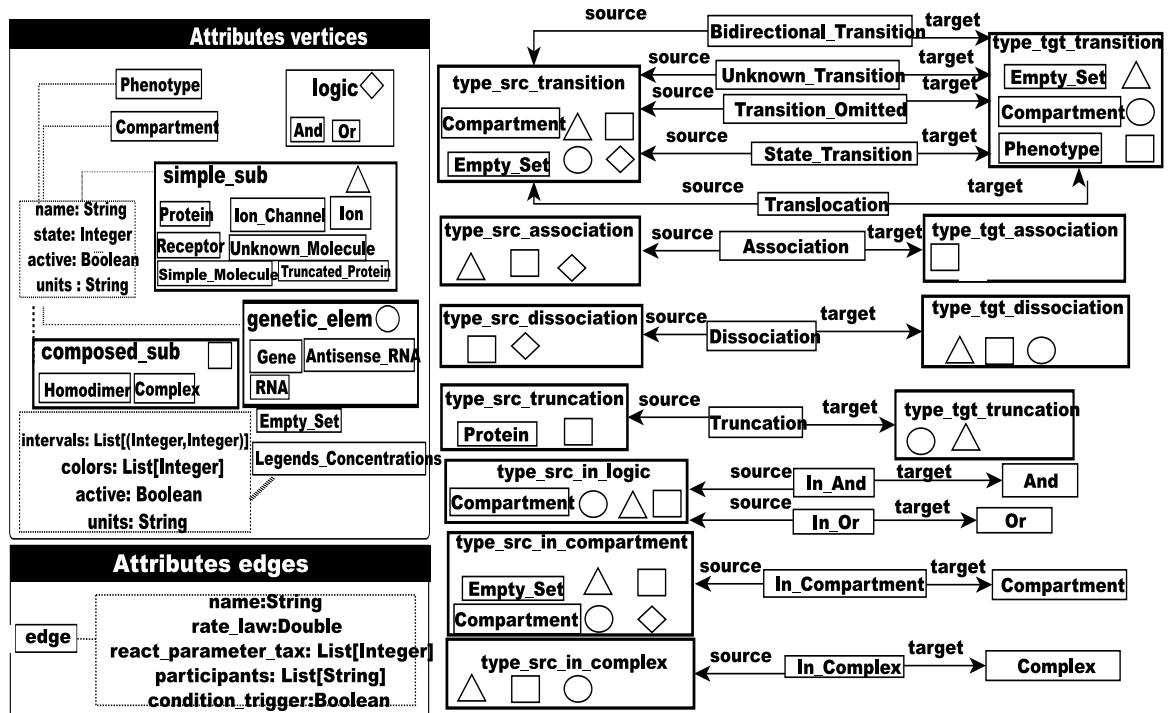 Attributes vertices
Phenotype
Compartment
logic
And Or
simple_sub
Protein Ion_Channel Ion
Receptor Unknown_Molecule
Simple_Molecule Truncated_Protein
name: String
state: Integer
active: Boolean
units : String
genetic_elem
Gene Antisense_RNA
RNA
composed_sub
Homodimer Complex
Empty_Set
Legends_Concentrations
intervals: List[(Integer,Integer)]
colors: List[Integer]
active: Boolean
units: String
Attributes edges
edge
name:String
rate_law:Double
react_parameter_tax: List[Integer]
participants: List[String]
condition_trigger:Boolean
source Bidirectional_Transition target
type_src_transition
Compartment
Empty_Set
source Unknown_Transition target
source Transition_Omitted target
source State_Transition target
source Translocation target
type_tgt_transition
Empty_Set
Compartment
Phenotype
type_src_association
source Association target
type_tgt_association
type_src_dissociation
source Dissociation target
type_tgt_dissociation
type_src_truncation
Protein
source Truncation target
type_tgt_truncation
type_src_in_logic
Compartment
source In_And target And
source In_Or target Or
type_src_in_compartment
Empty_Set
Compartment
source In_Compartment target Compartment
type_src_in_complex
source In_Complex target Complex